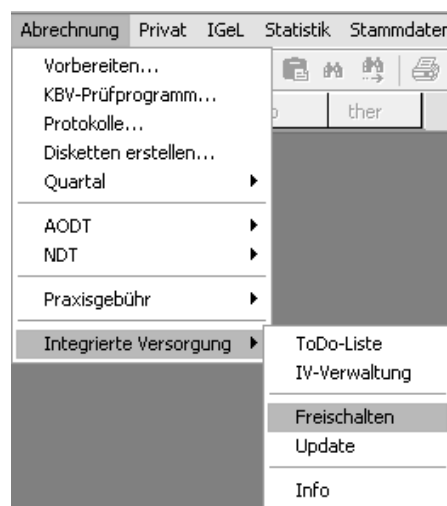 Abrechnung Privat IGeL Statistik Stammdaten
Vorbereiten...
KBV-Prüfprogramm...
Protokolle...
ther
Disketten erstellen...
Quartal
AODT
NDT
Praxisgebühr
Integrierte Versorgung
ToDo-Liste
IV-Verwaltung
Freischalten
Update
Info